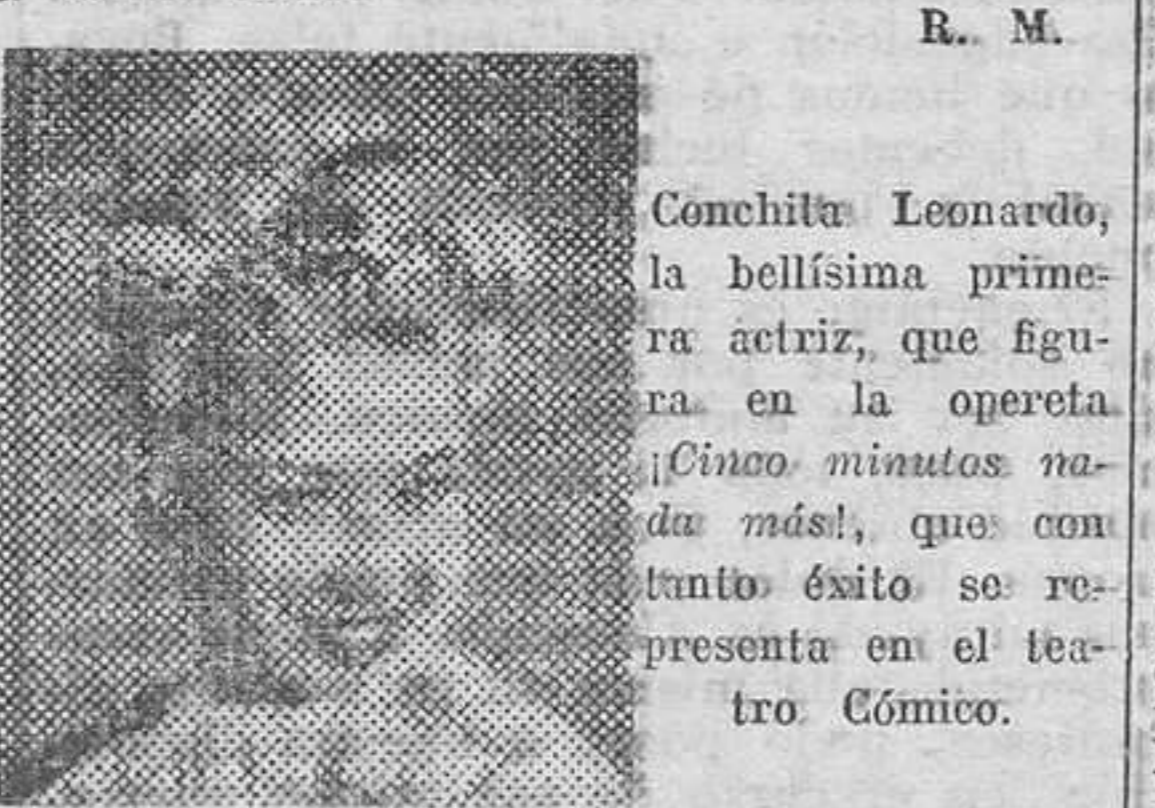 R. M.
Conchita Leonardo,
la bellísima prime-
ra actriz, que figu-
ra en la opereta
¡Cinco minutos na-
da más!, que con
tanto éxito se re-
presenta en el tea-
tro Cómico.